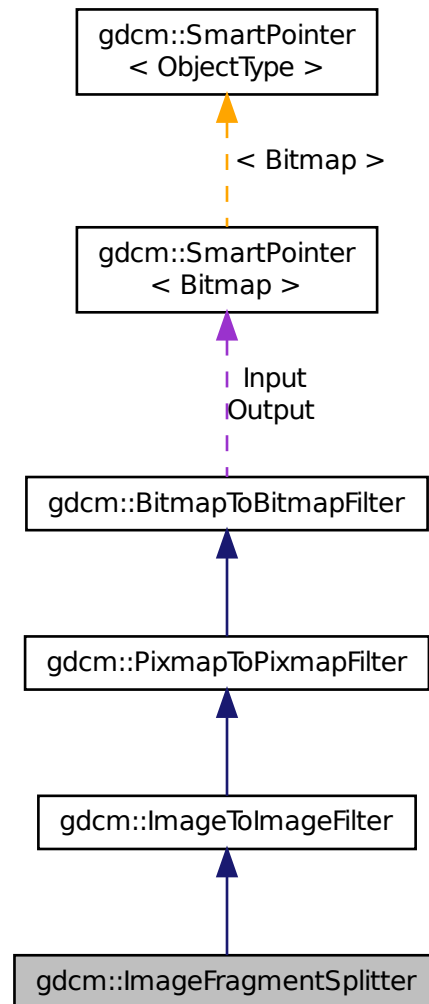 gdcm::SmartPointer
< ObjectType >
< Bitmap >
gdcm::SmartPointer
< Bitmap >
Input
Output
gdcm::BitmapToBitmapFilter
gdcm::PixmapToPixmapFilter
gdcm::ImageToImageFilter
gdcm::ImageFragmentSplitter